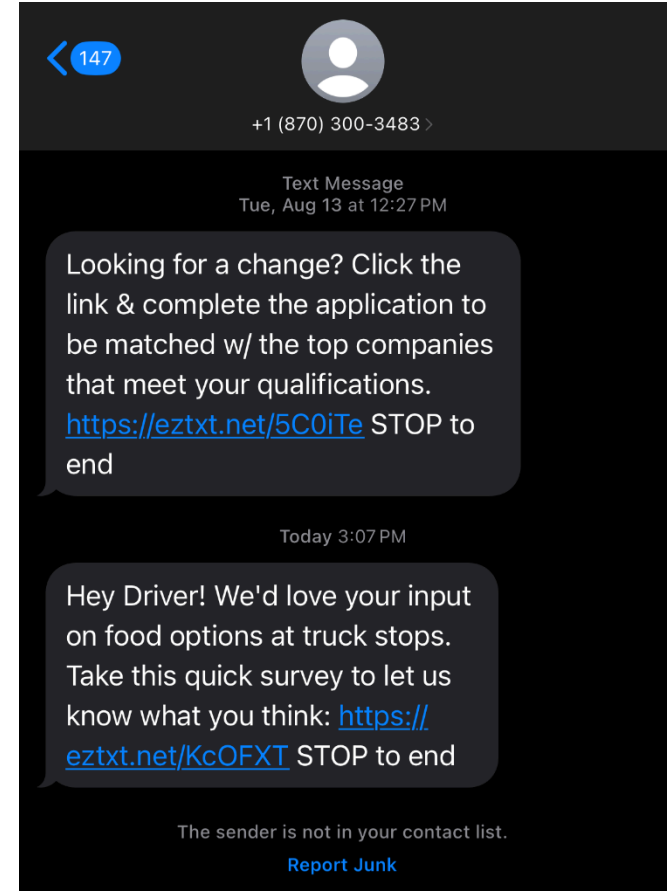 147
+1 (870) 300-3483 >
Text Message
Tue, Aug 13 at 12:27 PM
Looking for a change? Click the
link & complete the application to
be matched w/ the top companies
that meet your qualifications.
https://eztxt.net/5C0iTe STOP to
end
Today 3:07 PM
Hey Driver! We'd love your input
on food options at truck stops.
Take this quick survey to let us
know what you think: https://
eztxt.net/KcOFXT STOP to end
The sender is not in your contact list.
Report Junk